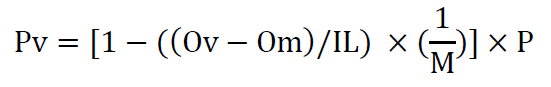 Pv = [1 − ((Ov − Om)/IL) × (1/M)] × P